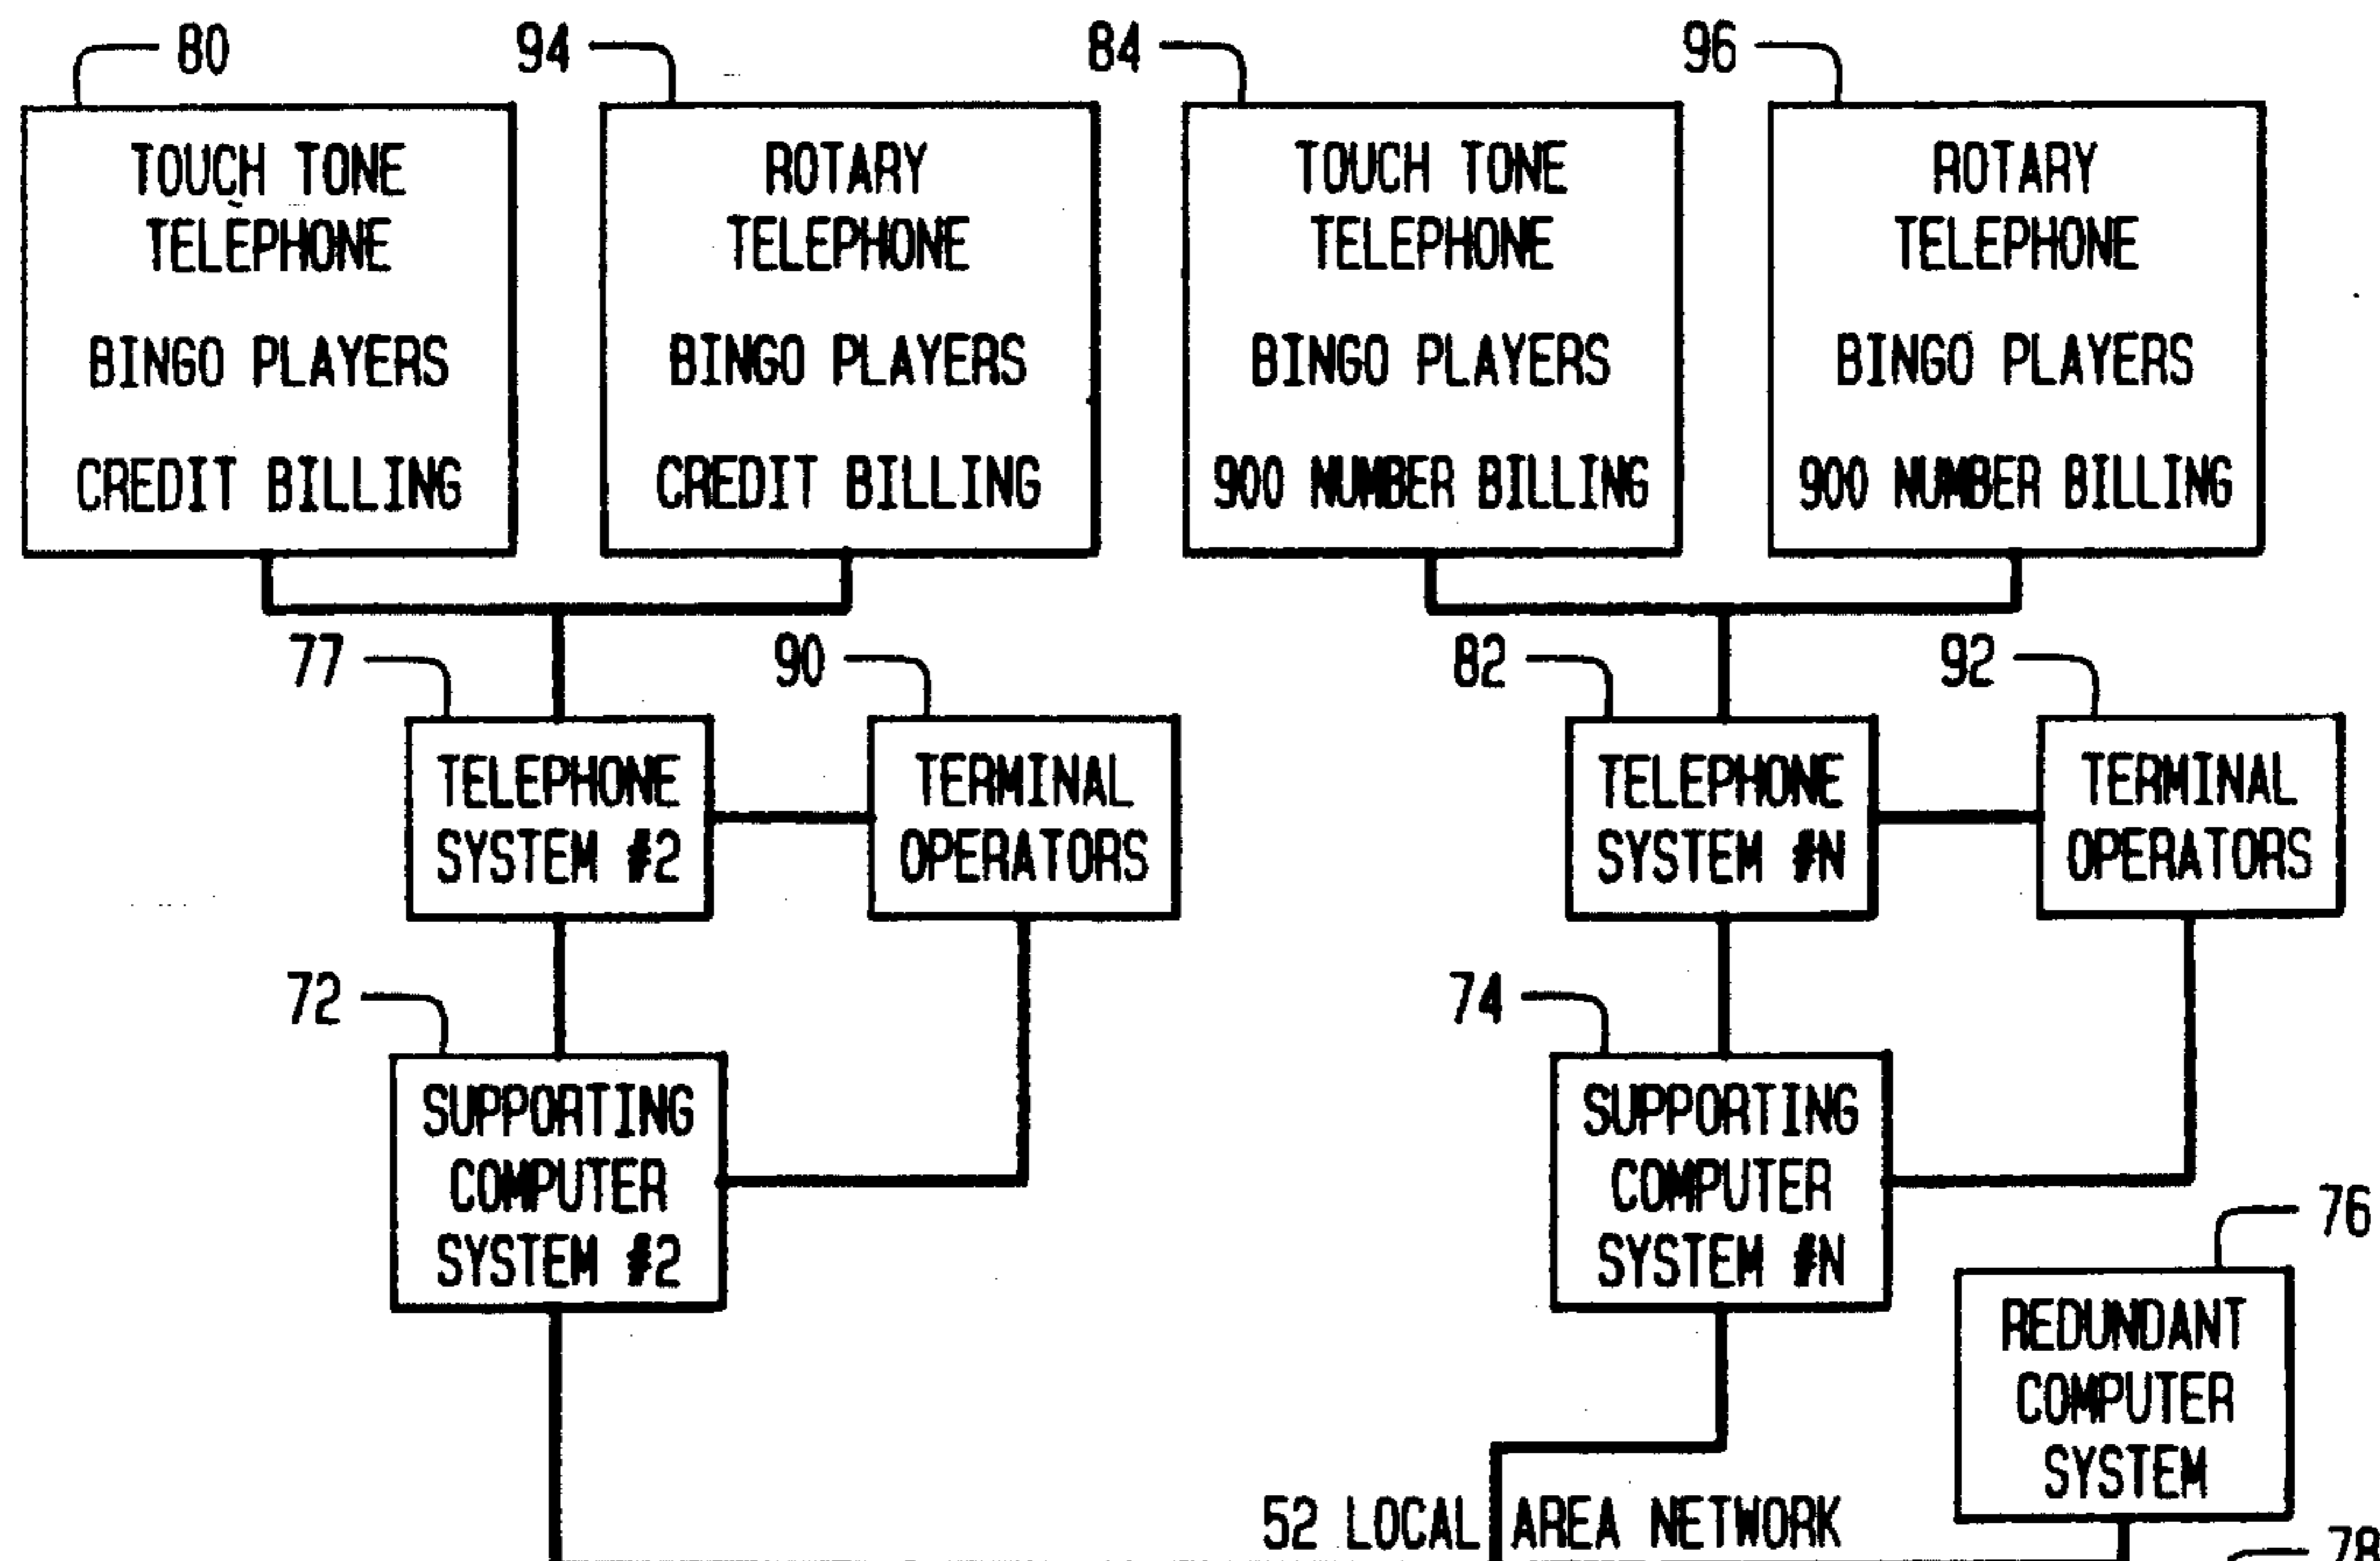 80
94
84
96
TOUCH TONE
TELEPHONE
BINGO PLAYERS
CREDIT BILLING
ROTARY
TELEPHONE
BINGO PLAYERS
CREDIT BILLING
TOUCH TONE
TELEPHONE
BINGO PLAYERS
900 NUMBER BILLING
ROTARY
TELEPHONE
BINGO PLAYERS
900 NUMBER BILLING
77
90
82
92
TELEPHONE
SYSTEM #2
TERMINAL
OPERATORS
TELEPHONE
SYSTEM #N
TERMINAL
OPERATORS
72
74
SUPPORTING
COMPUTER
SYSTEM #2
SUPPORTING
COMPUTER
SYSTEM #N
76
REDUNDANT
COMPUTER
SYSTEM
52 LOCAL AREA NETWORK
78